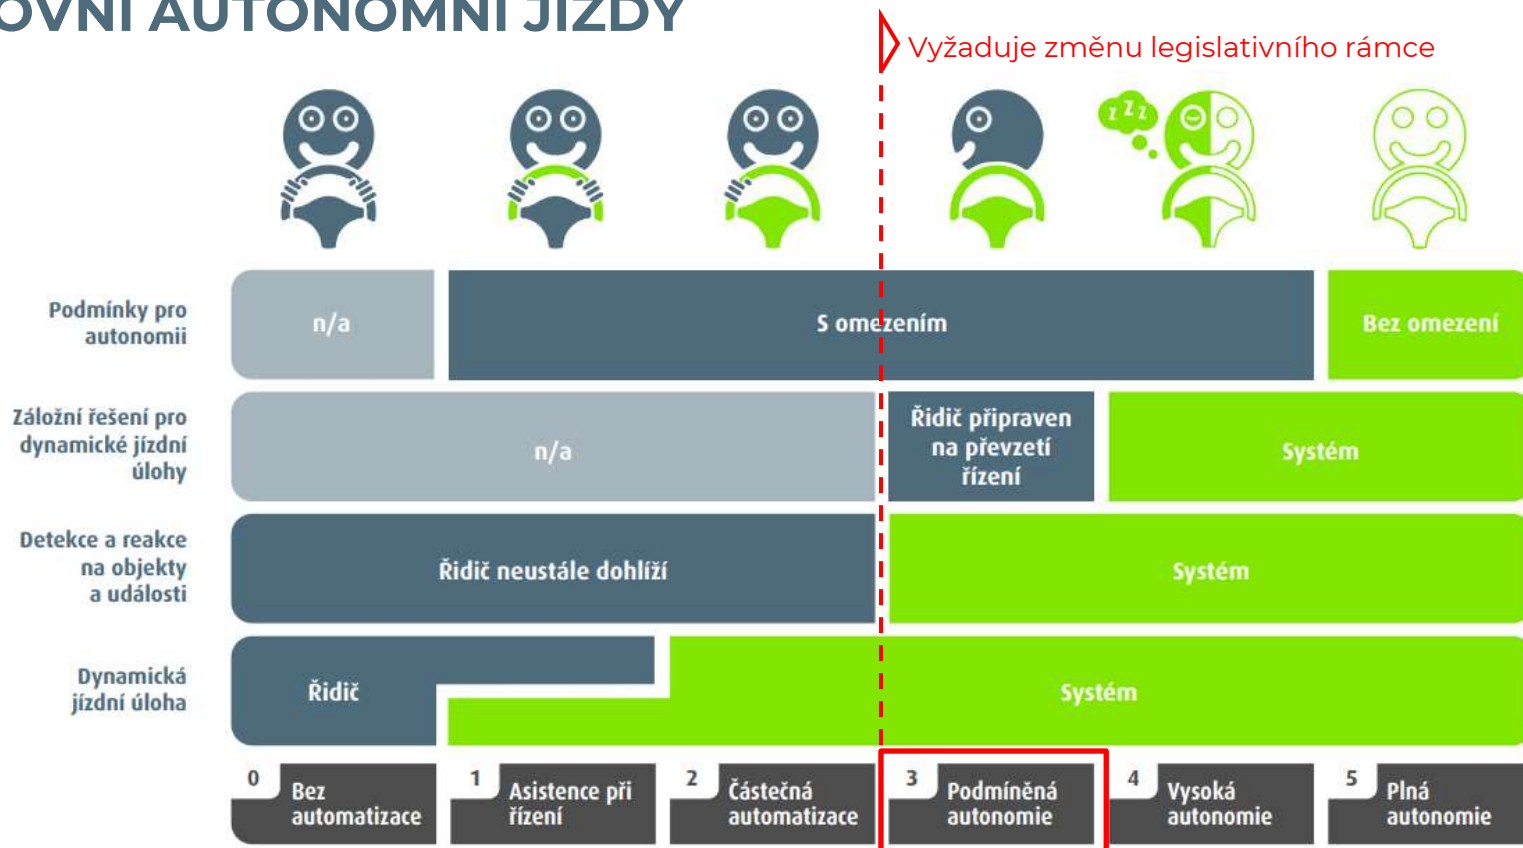 OVNÍ AUTONOMNÍ JÍZDY
Vyžaduje změnu legislativního rámce
z z z
Podmínky pro
autonomii
n/a
S omezením
Bez omezení
Záložní řešení pro
dynamické jízdní
úlohy
n/a
Řidič připraven
na převzetí
řízení
Systém
Detekce a reakce
na objekty
a události
Řidič neustále dohlíží
Systém
Dynamická
jízdní úloha
Řidič
Systém
0
Bez
automatizace
1
Asistence při
řízení
2
Částečná
automatizace
3
Podmíněná
autonomie
4
Vysoká
autonomie
5
Plná
autonomie